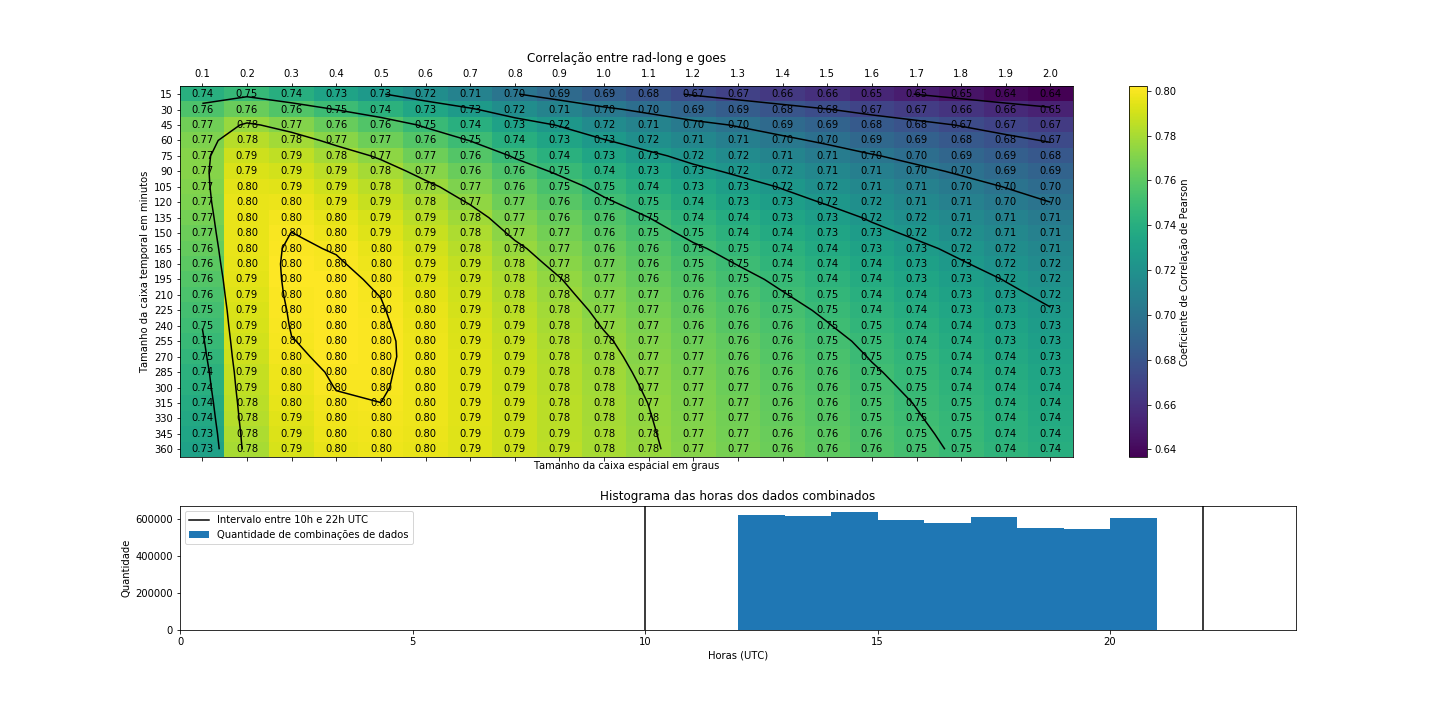 Correlação entre rad-long e goes
0.1 0.2 0.3 0.4 0.5 0.6 0.7 0.8 0.9 1.0 1.1 1.2 1.3 1.4 1.5 1.6 1.7 1.8 1.9 2.0
15 0.74 0.75 0.74 0.73 0.73 0.72 0.71 0.70 0.69 0.69 0.68 0.67 0.67 0.66 0.66 0.65 0.65 0.65 0.64 0.64
30 0.76 0.76 0.76 0.75 0.74 0.73 0.73 0.72 0.71 0.70 0.70 0.69 0.68 0.68 0.68 0.67 0.67 0.66 0.66 0.65
45 0.77 0.78 0.77 0.76 0.76 0.75 0.74 0.73 0.72 0.72 0.71 0.70 0.70 0.69 0.69 0.68 0.68 0.67 0.67 0.67
60 0.77 0.78 0.78 0.77 0.77 0.76 0.75 0.74 0.73 0.73 0.72 0.71 0.71 0.70 0.70 0.69 0.69 0.68 0.68 0.67
75 0.77 0.79 0.79 0.78 0.77 0.77 0.76 0.75 0.74 0.73 0.73 0.72 0.72 0.71 0.71 0.70 0.70 0.69 0.69 0.68
90 0.77 0.79 0.79 0.79 0.78 0.77 0.76 0.76 0.75 0.74 0.73 0.73 0.72 0.72 0.71 0.71 0.70 0.70 0.69 0.69
105 0.77 0.80 0.79 0.79 0.78 0.78 0.77 0.76 0.75 0.75 0.74 0.73 0.73 0.72 0.72 0.71 0.71 0.70 0.70 0.70
120 0.77 0.80 0.80 0.79 0.79 0.78 0.77 0.77 0.76 0.75 0.75 0.74 0.73 0.73 0.72 0.72 0.71 0.71 0.70 0.70
135 0.77 0.80 0.80 0.79 0.79 0.78 0.78 0.77 0.76 0.76 0.75 0.74 0.74 0.73 0.73 0.72 0.72 0.71 0.71 0.71
150 0.77 0.80 0.80 0.80 0.79 0.79 0.78 0.77 0.77 0.76 0.75 0.75 0.74 0.74 0.73 0.73 0.72 0.72 0.71 0.71
165 0.76 0.80 0.80 0.80 0.80 0.79 0.78 0.78 0.77 0.76 0.76 0.75 0.75 0.74 0.74 0.73 0.73 0.72 0.72 0.71
180 0.76 0.80 0.80 0.80 0.80 0.79 0.79 0.78 0.77 0.77 0.76 0.75 0.75 0.74 0.74 0.74 0.73 0.73 0.72 0.72
195 0.76 0.79 0.80 0.80 0.80 0.79 0.79 0.78 0.78 0.77 0.76 0.76 0.75 0.75 0.74 0.74 0.73 0.73 0.72 0.72
210 0.76 0.79 0.80 0.80 0.80 0.80 0.79 0.78 0.78 0.77 0.77 0.76 0.76 0.75 0.75 0.74 0.74 0.73 0.73 0.72
225 0.75 0.79 0.80 0.80 0.80 0.80 0.79 0.78 0.78 0.77 0.77 0.76 0.76 0.75 0.75 0.74 0.74 0.73 0.73 0.73
240 0.75 0.79 0.80 0.80 0.80 0.80 0.79 0.79 0.78 0.77 0.77 0.76 0.76 0.76 0.75 0.75 0.74 0.74 0.73 0.73
255 0.75 0.79 0.80 0.80 0.80 0.80 0.79 0.79 0.78 0.78 0.77 0.77 0.76 0.76 0.75 0.75 0.74 0.74 0.73 0.73
270 0.75 0.79 0.80 0.80 0.80 0.80 0.79 0.79 0.78 0.78 0.77 0.77 0.76 0.76 0.75 0.75 0.75 0.74 0.74 0.73
285 0.74 0.79 0.80 0.80 0.80 0.80 0.79 0.79 0.78 0.78 0.77 0.77 0.76 0.76 0.76 0.75 0.75 0.74 0.74 0.73
300 0.74 0.79 0.80 0.80 0.80 0.80 0.79 0.79 0.78 0.78 0.77 0.77 0.77 0.76 0.76 0.75 0.75 0.74 0.74 0.74
315 0.74 0.78 0.79 0.80 0.80 0.80 0.79 0.79 0.78 0.78 0.77 0.77 0.77 0.76 0.76 0.75 0.75 0.75 0.74 0.74
330 0.74 0.78 0.79 0.80 0.80 0.80 0.79 0.79 0.78 0.78 0.78 0.77 0.77 0.76 0.76 0.76 0.75 0.75 0.74 0.74
345 0.73 0.78 0.79 0.80 0.80 0.80 0.79 0.79 0.79 0.78 0.78 0.77 0.77 0.76 0.76 0.76 0.75 0.75 0.74 0.74
360 0.73 0.78 0.79 0.80 0.80 0.80 0.79 0.79 0.79 0.78 0.78 0.77 0.77 0.76 0.76 0.76 0.75 0.75 0.74 0.74
Tamanho da caixa temporal em minutos
Tamanho da caixa espacial em graus
0.80
0.78
0.76
0.74
0.72
0.70
0.68
0.66
0.64
Coeficiente de Correlação de Pearson
Histograma das horas dos dados combinados
Intervalo entre 10h e 22h UTC
Quantidade de combinações de dados
600000
400000
200000
0
Quantidade
0 5 10 15 20
Horas (UTC)